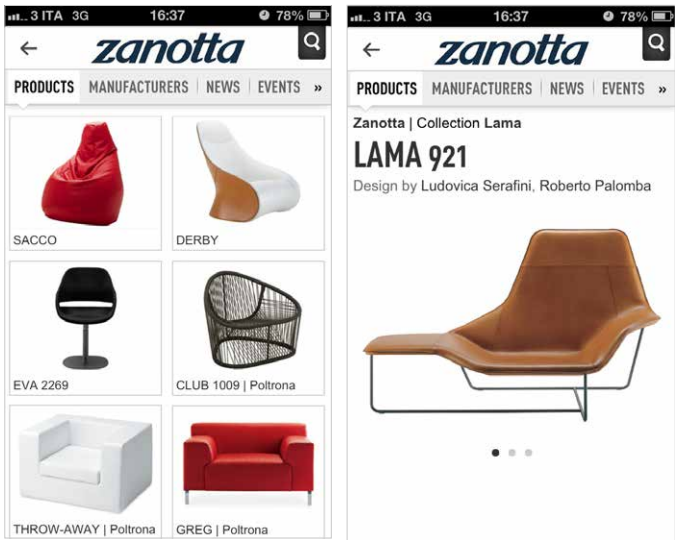 3 ITA 3G 16:37 78%
zanotta
PRODUCTS MANUFACTURERS NEWS EVENTS »
SACCO
DERBY
EVA 2269
CLUB 1009 | Poltrona
THROW-AWAY | Poltrona
GREG | Poltrona
3 ITA 3G 16:37 78%
zanotta
PRODUCTS MANUFACTURERS NEWS EVENTS »
Zanotta | Collection Lama
LAMA 921
Design by Ludovica Serafini, Roberto Palomba